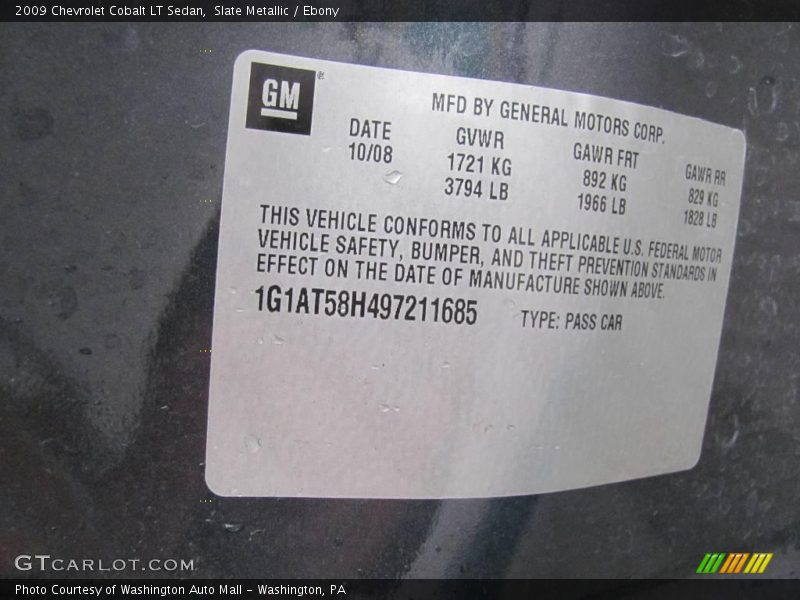 2009 Chevrolet Cobalt LT Sedan,  Slate Metallic / Ebony
GM®
MFD BY GENERAL MOTORS CORP.
DATE GVWR GAWR FRT GAWR RR
10/08 1721 KG 892 KG 829 KG
3794 LB 1966 LB 1828 LB
THIS VEHICLE CONFORMS TO ALL APPLICABLE U.S. FEDERAL MOTOR
VEHICLE SAFETY, BUMPER, AND THEFT PREVENTION STANDARDS IN
EFFECT ON THE DATE OF MANUFACTURE SHOWN ABOVE.
1G1AT58H497211685 TYPE: PASS CAR
GTCARLOT.COM
Photo Courtesy of Washington Auto Mall - Washington, PA